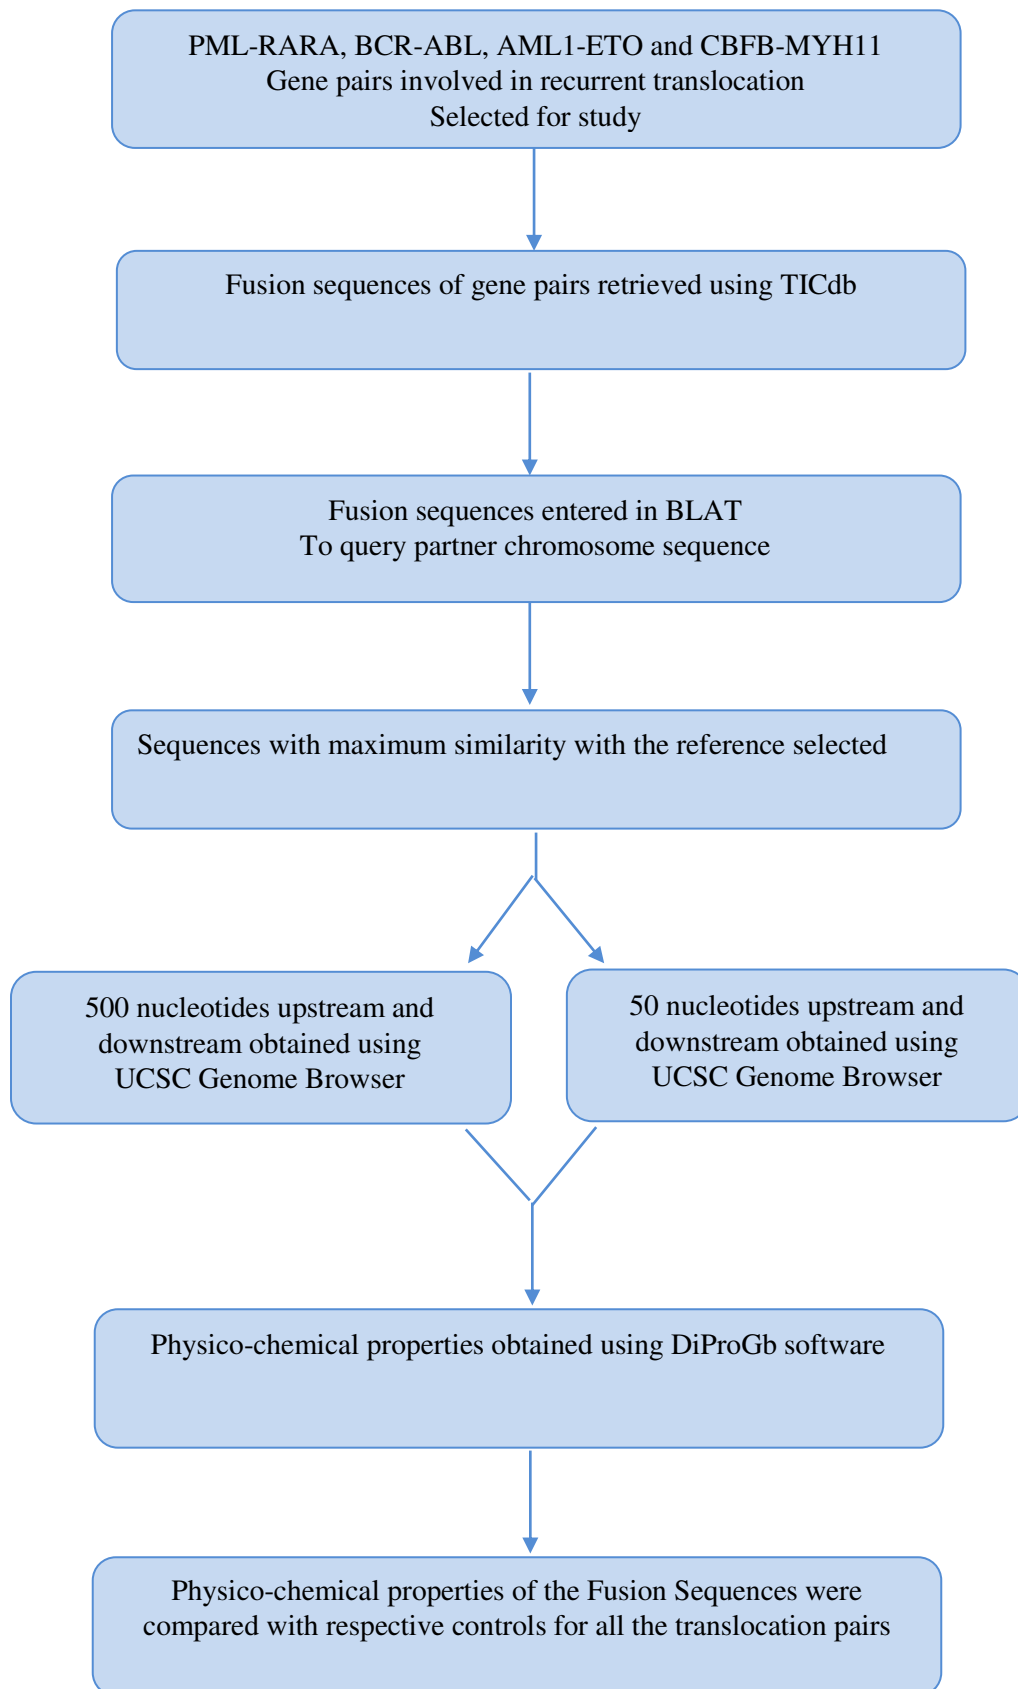 PML-RARA, BCR-ABL, AML1-ETO and CBFB-MYH11
Gene pairs involved in recurrent translocation
Selected for study
Fusion sequences of gene pairs retrieved using TICdb
Fusion sequences entered in BLAT
To query partner chromosome sequence
Sequences with maximum similarity with the reference selected
500 nucleotides upstream and
downstream obtained using
UCSC Genome Browser
50 nucleotides upstream and
downstream obtained using
UCSC Genome Browser
Physico-chemical properties obtained using DiProGb software
Physico-chemical properties of the Fusion Sequences were
compared with respective controls for all the translocation pairs